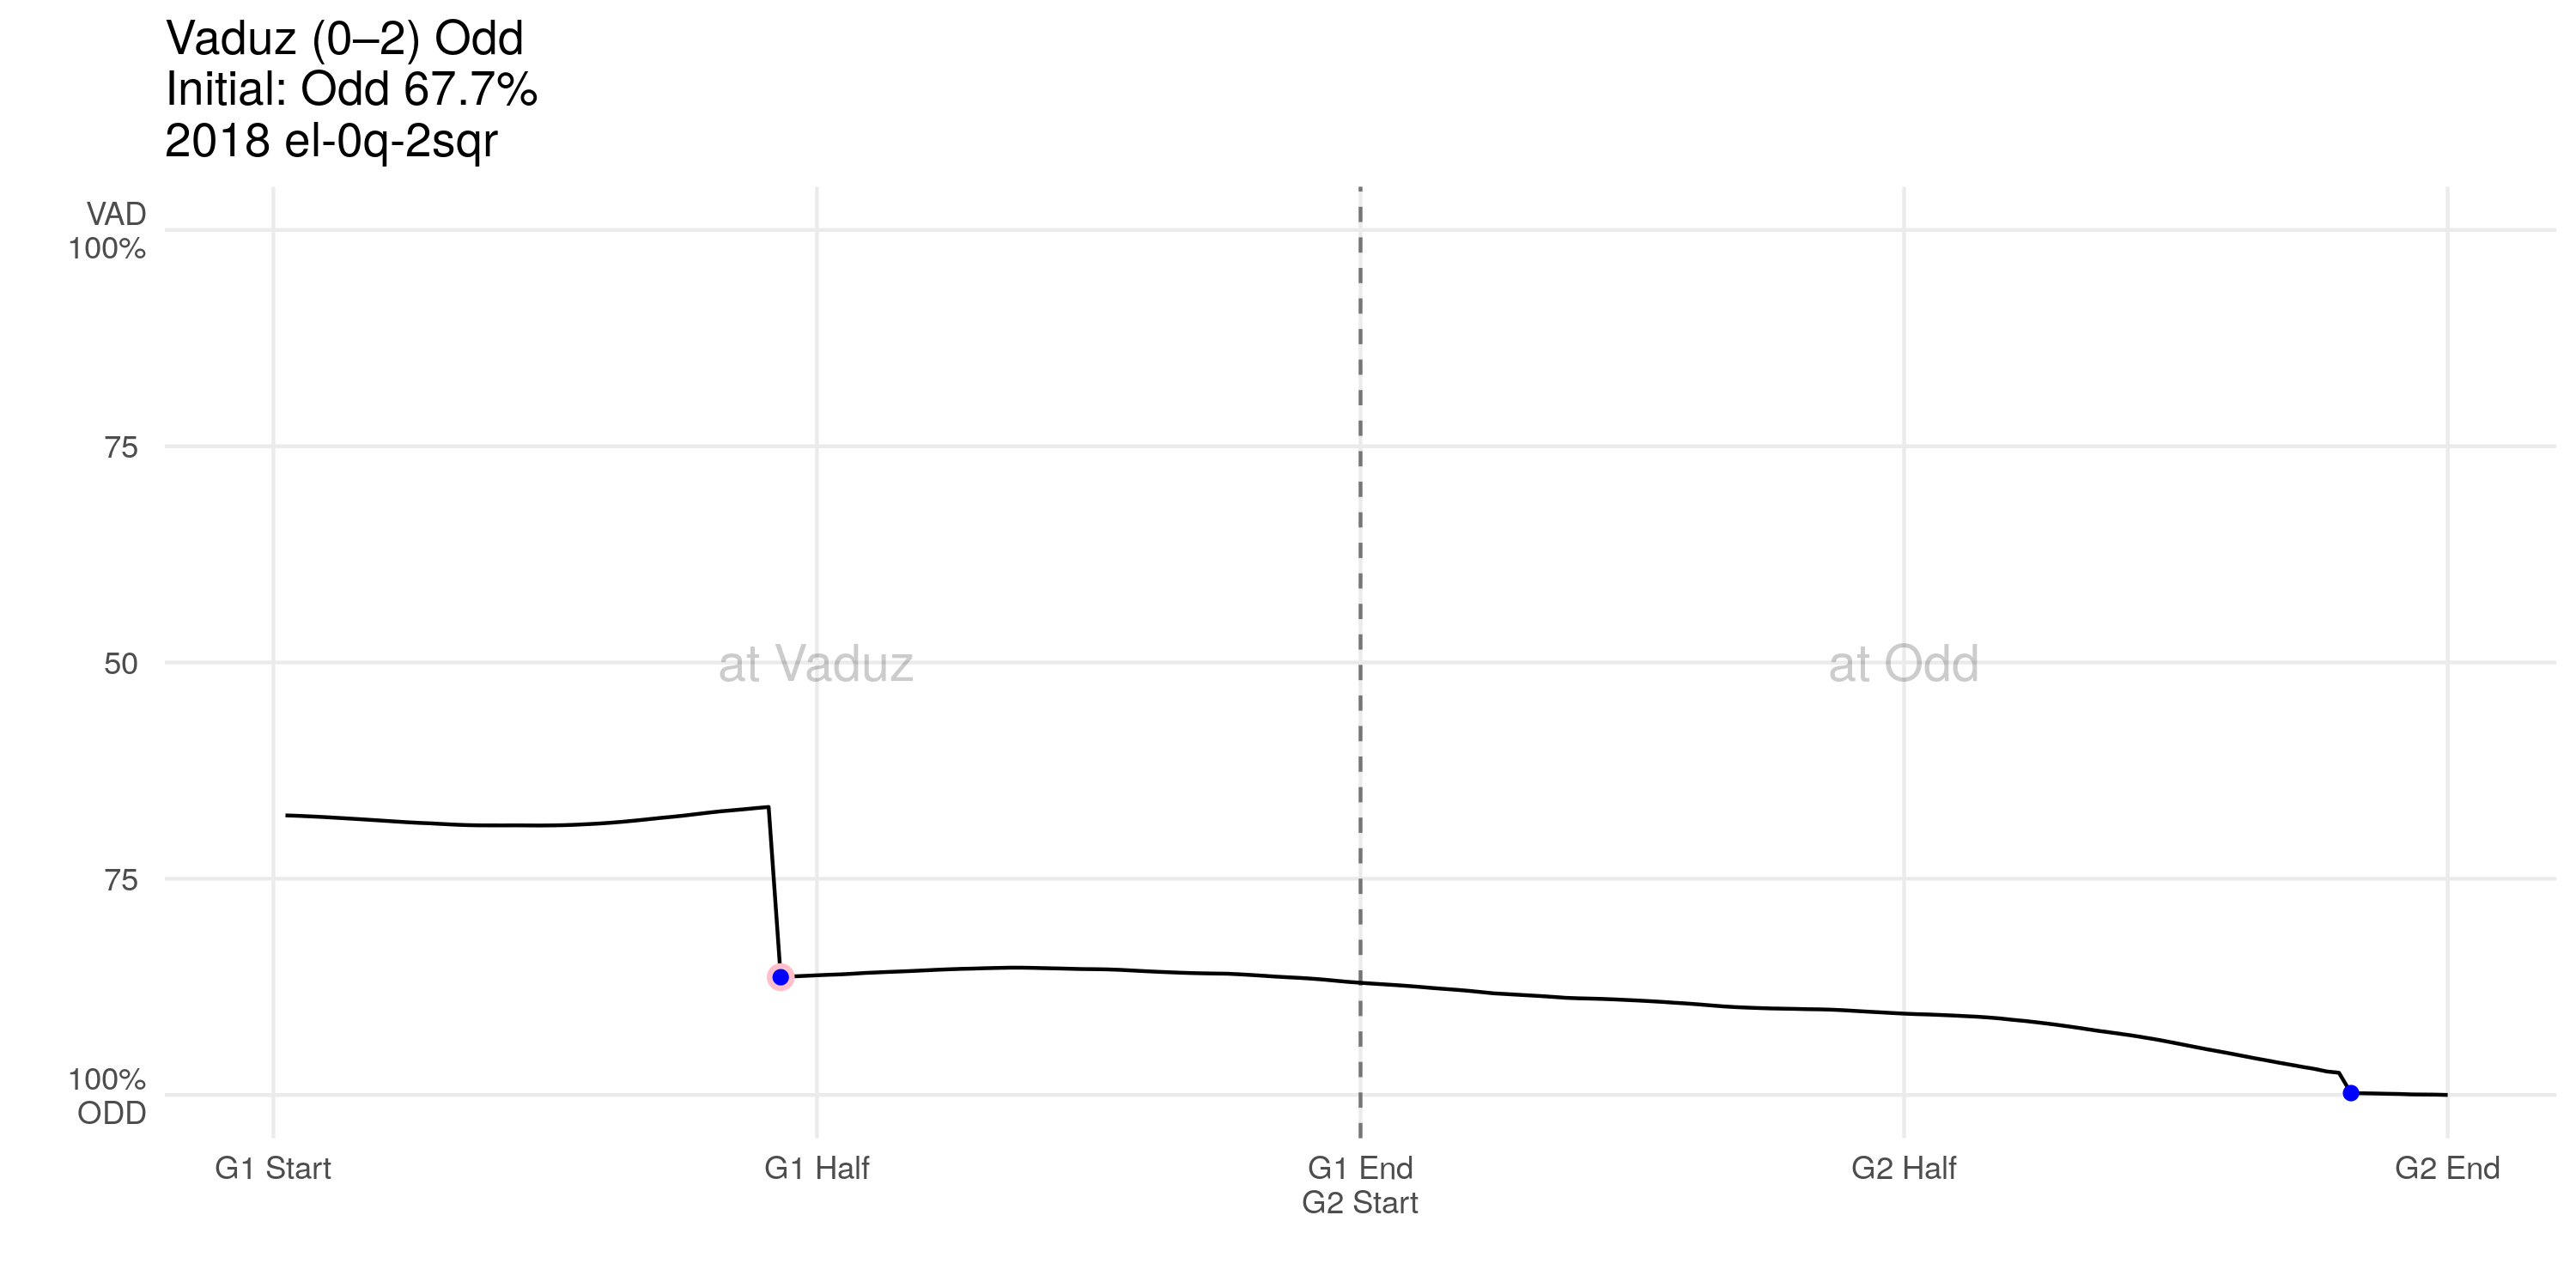 Vaduz (0–2) Odd
Initial: Odd 67.7%
2018 el-0q-2sqr
VAD
100%
75
50
75
100%
ODD
at Vaduz
at Odd
G1 Start
G1 Half
G1 End
G2 Start
G2 Half
G2 End